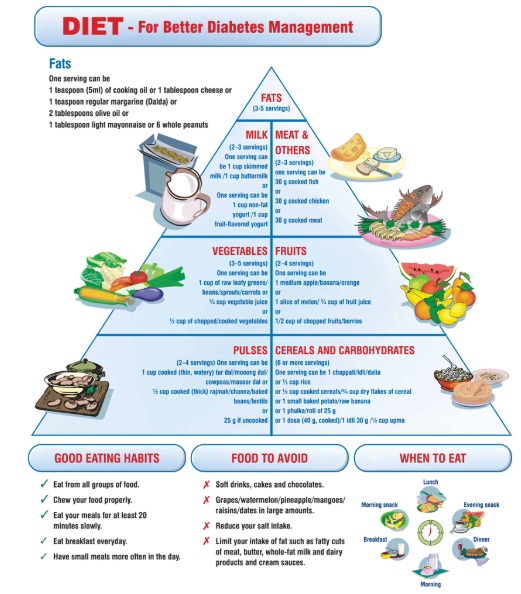 DIET - For Better Diabetes Management
Fats
One serving can be
1 teaspoon (5ml) of cooking oil or 1 tablespoon cheese or
1 teaspoon regular margarine (Dalda) or
2 tablespoons olive oil or
1 tablespoon light mayonnaise or 6 whole peanuts
FATS
(3-5 servings)
MILK
(2–3 servings)
One serving can
be 1 cup skimmed
milk /1 cup buttermilk
or
One serving can be
1 cup non-fat
yogurt /1 cup
fruit-flavored yogurt
MEAT &
OTHERS
(2–3 servings)
one serving can be
30 g cooked fish
or
30 g cooked chicken
or
30 g cooked meat
VEGETABLES
(3–5 servings)
One serving can be
1 cup of raw leafy greens/
beans/sprouts/carrots or
¾ cup vegetable juice
or
½ cup of chopped/cooked vegetables
FRUITS
(2–4 servings)
One serving can be
1 medium apple/banana/orange
or
1 slice of melon/ ¾ cup of fruit juice
or
1/2 cup of chopped fruits/berries
PULSES
(2–4 servings) One serving can be
1 cup cooked (thin, watery) tur dal/mooong dal/
cowpeas/masoor dal or
½ cup cooked (thick) rajmah/channa/baked
beans/lentils
or
25 g if uncooked
CEREALS AND CARBOHYDRATES
(6 or more servings)
One serving can be 1 chappati/idli/dalia
or ½ cup rice
or ½ cup cooked cereals/¾ cup dry flakes of cereal
or 1 small baked potato/raw banana
or 1 phulka/roti of 25 g
or 1 dosa (40 g, cooked)/1 idli 30 g /½ cup upma
GOOD EATING HABITS
✓ Eat from all groups of food.
✓ Chew your food properly.
✓ Eat your meals for at least 20
minutes slowly.
✓ Eat breakfast everyday.
✓ Have small meals more often in the day.
FOOD TO AVOID
✗ Soft drinks, cakes and chocolates.
✗ Grapes/watermelon/pineapple/mangoes/
raisins/dates in large amounts.
✗ Reduce your salt intake.
✗ Limit your intake of fat such as fatty cuts
of meat, butter, whole-fat milk and dairy
products and cream sauces.
WHEN TO EAT
Lunch
Morning snack
Evening snack
Breakfast
Dinner
Morning